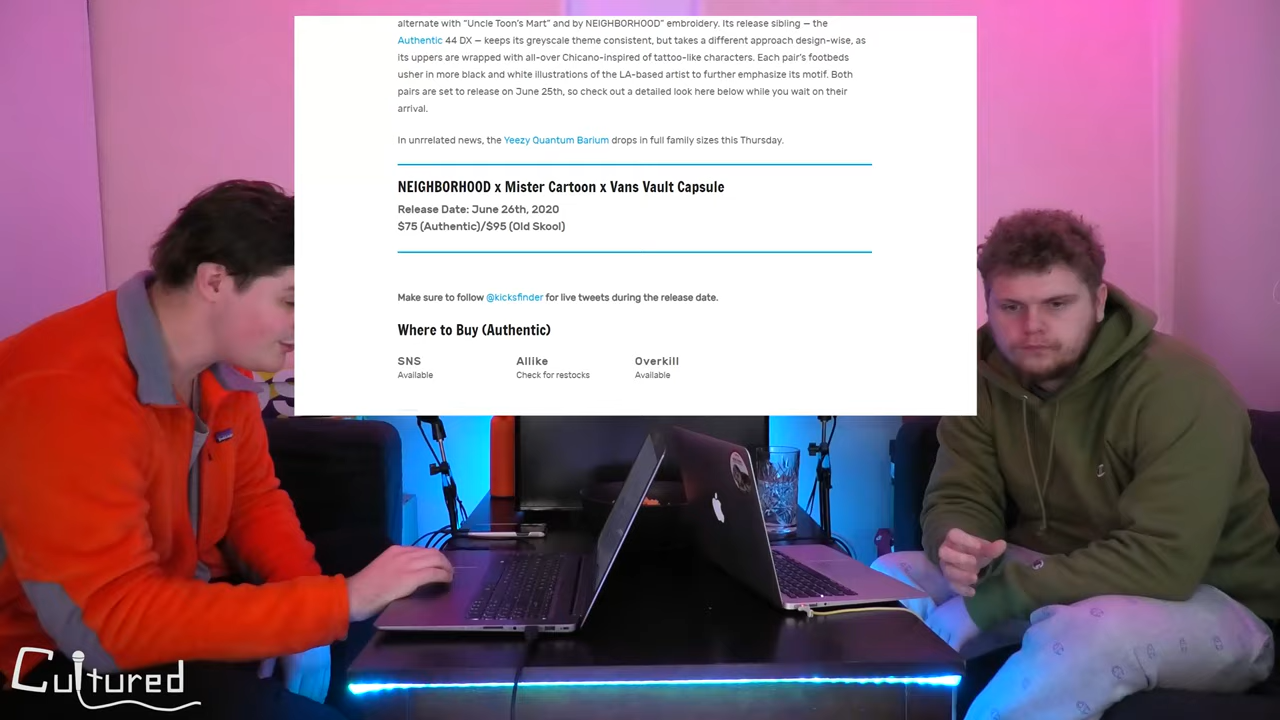 alternate with “Uncle Toon’s Mart” and by NEIGHBORHOOD” embroidery. Its release sibling — the
Authentic 44 DX — keeps its greyscale theme consistent, but takes a different approach design-wise, as
its uppers are wrapped with all-over Chicano-inspired of tattoo-like characters. Each pair’s footbeds
usher in more black and white illustrations of the LA-based artist to further emphasize its motif. Both
pairs are set to release on June 25th, so check out a detailed look here below while you wait on their
arrival.
In unrrelated news, the Yeezy Quantum Barium drops in full family sizes this Thursday.
NEIGHBORHOOD x Mister Cartoon x Vans Vault Capsule
Release Date: June 26th, 2020
$75 (Authentic)/$95 (Old Skool)
Make sure to follow @kicksfinder for live tweets during the release date.
Where to Buy (Authentic)
SNS Allike Overkill
Available Check for restocks Available
Cultured